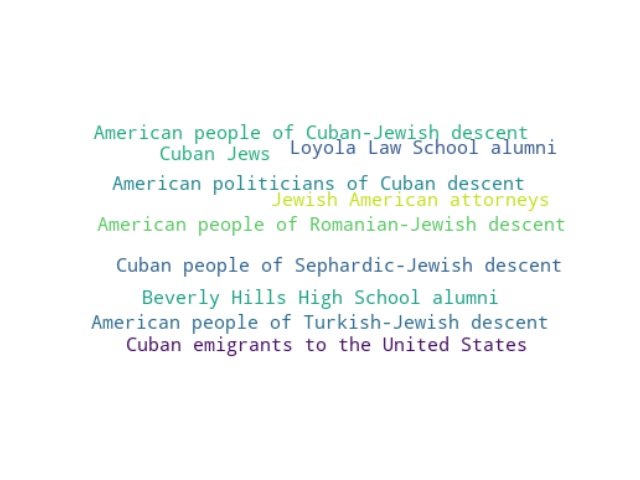 American people of Cuban-Jewish descent
Loyola Law School alumni
Cuban Jews
American politicians of Cuban descent
Jewish American attorneys
American people of Romanian-Jewish descent
Cuban people of Sephardic-Jewish descent
Beverly Hills High School alumni
American people of Turkish-Jewish descent
Cuban emigrants to the United States